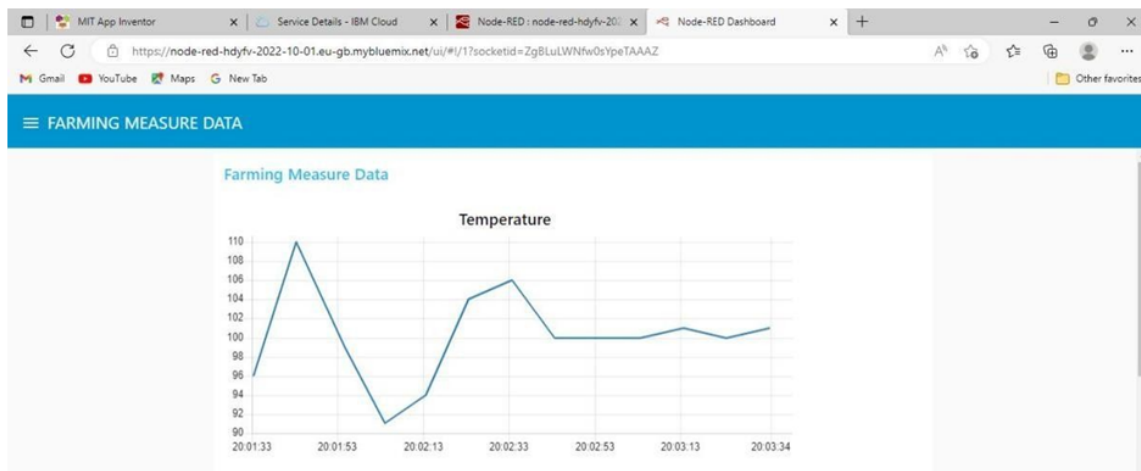 MIT App Inventor
Service Details - IBM Cloud
Node-RED : node-red-hdyfv-202
Node-RED Dashboard
https://node-red-hdyfv-2022-10-01.eu-gb.mybluemix.net/ui/#!/1?socketid=ZgBLuLWNfw0sYpeTAAAZ
Gmail YouTube Maps New Tab Other favorites
FARMING MEASURE DATA
Farming Measure Data
Temperature
110
108
106
104
102
100
98
96
94
92
90
20:01:33 20:01:53 20:02:13 20:02:33 20:02:53 20:03:13 20:03:34